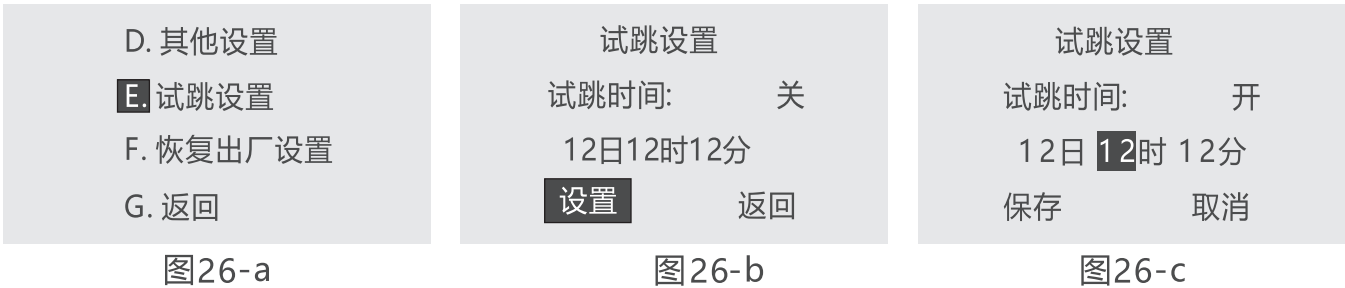 D. 其他设置
E. 试跳设置
F. 恢复出厂设置
G. 返回
图26-a
试跳设置
试跳时间: 关
12日12时12分
设置 返回
图26-b
试跳设置
试跳时间: 开
12日 12时 12分
保存 取消
图26-c